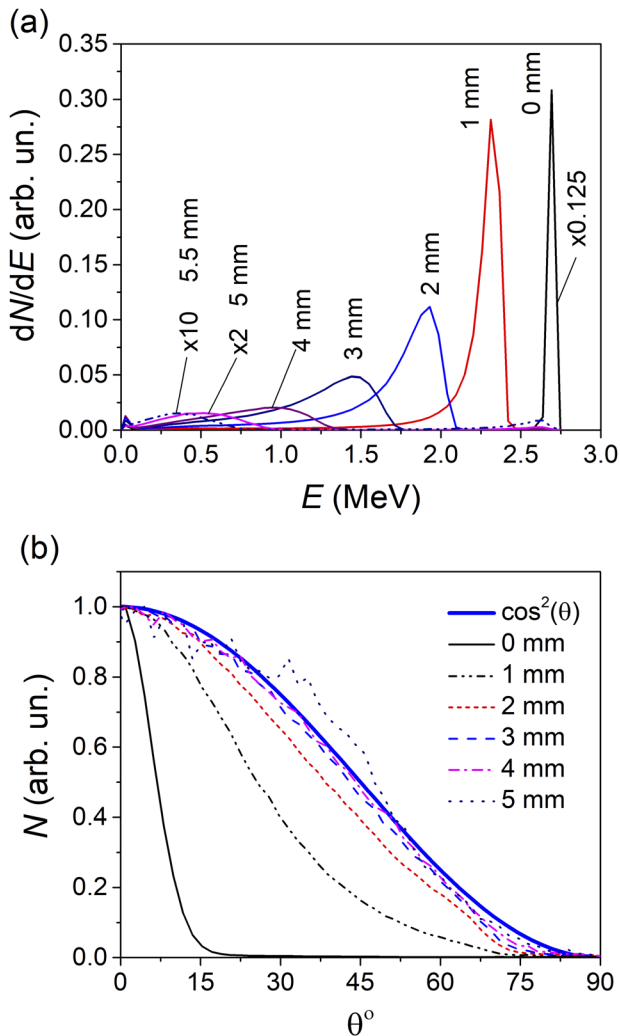 (a)
dN/dE (arb. un.)
0.35
0.30
0.25
0.20
0.15
0.10
0.05
0.00
x10 5.5 mm
x2 5 mm
4 mm
3 mm
2 mm
1 mm
0 mm
x0.125
0.0 0.5 1.0 1.5 2.0 2.5 3.0
E (MeV)
(b)
N (arb. un.)
1.0
0.8
0.6
0.4
0.2
0.0
cos²(θ)
0 mm
1 mm
2 mm
3 mm
4 mm
5 mm
0 15 30 45 60 75 90
θº